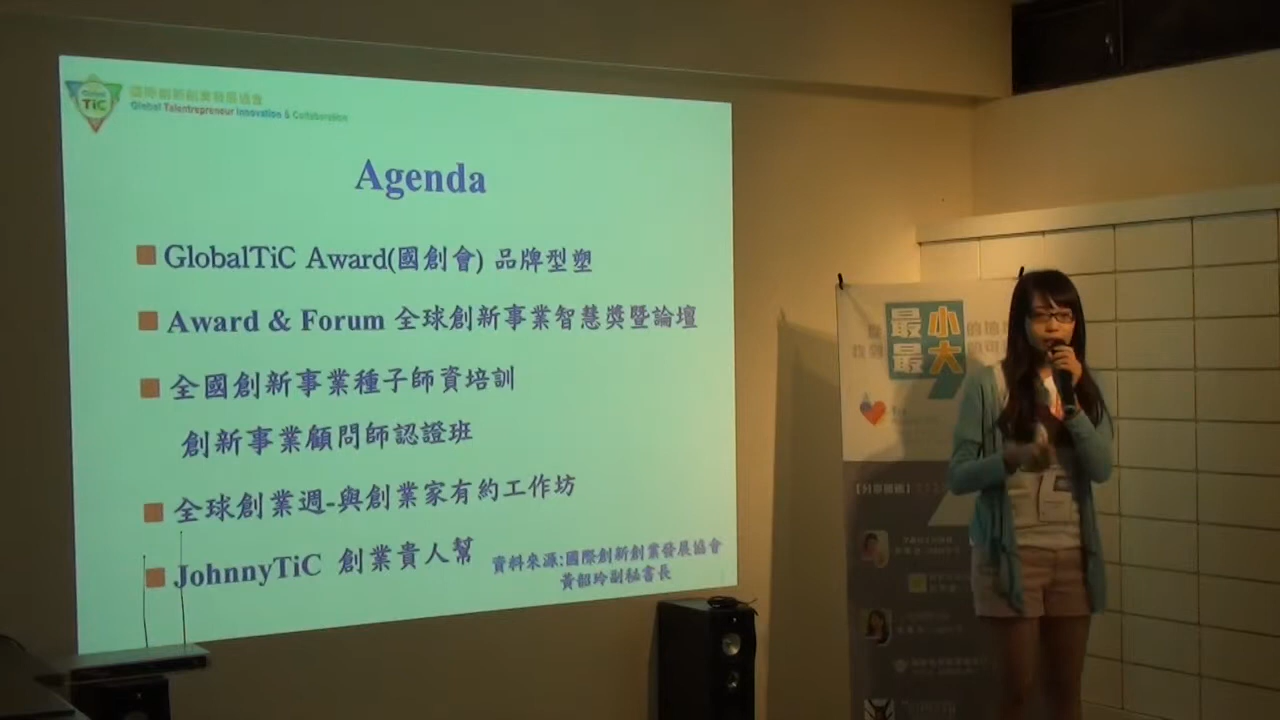 TiC
國際創新創業發展協會
Global Talentrepreneur Innovation & Collaboration
Agenda
GlobalTiC Award(國創會) 品牌型塑
Award & Forum 全球創新事業智慧獎暨論壇
全國創新事業種子師資培訓
創新事業顧問師認證班
全球創業週-與創業家有約工作坊
JohnnyTiC 創業貴人幫
資料來源:國際創新創業發展協會
黃韶玲副秘書長
最小
最大